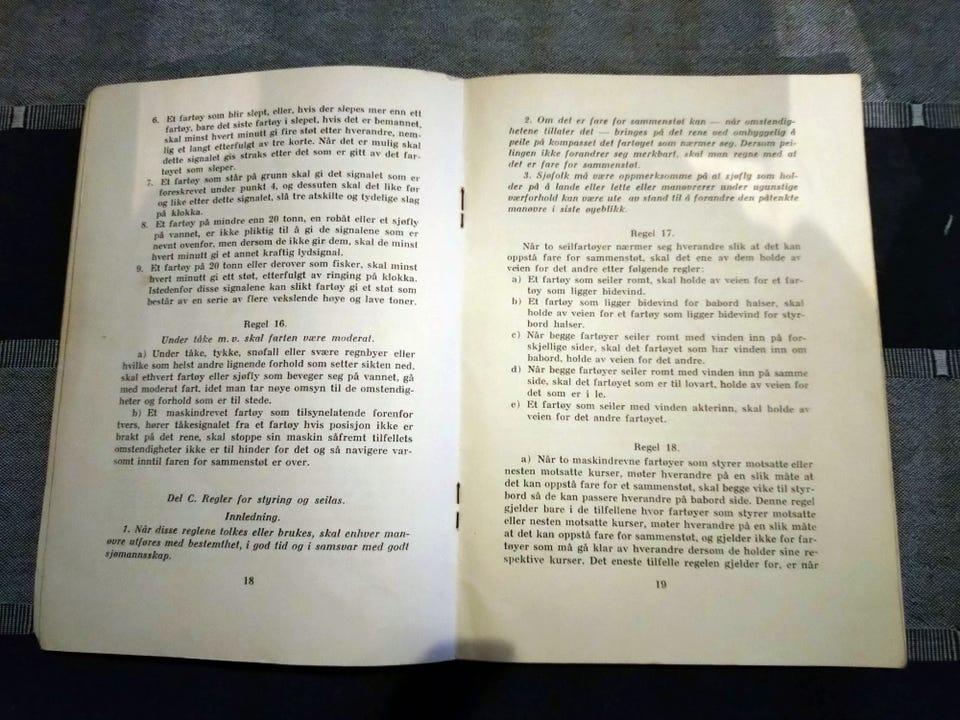 6. Et fartøy som blir slept, eller, hvis der slepes mer enn ett
fartøy, bare det siste fartøy i slepet, hvis det er bemannet,
skal minst hvert minutt gi fire støt etter hverandre, nem-
lig et langt etterfulgt av tre korte. Når det er mulig skal
dette signalet gis straks etter det som er gitt av det far-
tøyet som sleper.
7. Et fartøy som står på grunn skal gi det signalet som er
foreskrevet under punkt 4, og dessuten skal det like før
og like etter dette signalet, slå tre atskilte og tydelige slag
på klokka.
8. Et fartøy på mindre enn 20 tonn, en robåt eller et sjøfly
på vannet, er ikke pliktig til å gi de signalene som er
nevnt ovenfor, men dersom de ikke gir dem, skal de minst
hvert minutt gi et annet kraftig lydsignal.
9. Et fartøy på 20 tonn eller derover som fisker, skal minst
hvert minutt gi ett støt, etterfulgt av ringing på klokka.
Istedenfor disse signalene kan slikt fartøy gi et støt som
består av en serie av flere vekslende høye og lave toner.
Regel 16.
Under tåke m. v. skal farten være moderat.
a) Under tåke, tykke, snøfall eller svære regnbyer eller
hvilke som helst andre lignende forhold som setter sikten ned,
skal ethvert fartøy eller sjøfly som beveger seg på vannet, gå
med moderat fart, idet man tar nøye omsyn til de omstendig-
heter og forhold som er til stede.
b) Et maskindrevet fartøy som tilsynelatende forenfor
tvers, hører tåkesignalet fra et fartøy hvis posisjon ikke er
brakt på det rene, skal stoppe sin maskin såfremt tilfellets
omstendigheter ikke er til hinder for det og så navigere var-
somt inntil faren for sammenstøt er over.
Del C. Regler for styring og seilas.
Innledning.
1. Når disse reglene tolkes eller brukes, skal enhver man-
øvre utføres med bestemthet, i god tid og i samsvar med godt
sjømannsskap.
18
2. Om det er fare for sammenstøt kan — når omstendig-
hetene tillater det — bringes på det rene ved omhyggelig å
peile på kompasset det fartøyet som nærmer seg. Dersom pei-
lingen ikke forandrer seg merkbart, skal man regne med at
det er fare for sammenstøt.
3. Sjøfolk må være oppmerksomme på at sjøfly som hol-
der på å lande eller lette eller manøvrerer under ugunstige
værforhold kan være ute av stand til å forandre den påtenkte
manøvre i siste øyeblikk.
Regel 17.
Når to seilfartøyer nærmer seg hverandre slik at det kan
oppstå fare for sammenstøt, skal det ene av dem holde av
veien for det andre etter følgende regler:
a) Et fartøy som seiler romt, skal holde av veien for et far-
tøy som ligger bidevind.
b) Et fartøy som ligger bidevind for babord halser, skal
holde av veien for et fartøy som ligger bidevind for styr-
bord halser.
c) Når begge fartøyer seiler romt med vinden inn på for-
skjellige sider, skal det fartøyet som har vinden inn om
babord, holde av veien for det andre.
d) Når begge fartøyer seiler romt med vinden inn på samme
side, skal det fartøyet som er til lovart, holde av veien for
det som er i le.
e) Et fartøy som seiler med vinden akterinn, skal holde av
veien for det andre fartøyet.
Regel 18.
a) Når to maskindrevne fartøyer som styrer motsatte eller
nesten motsatte kurser, møter hverandre på en slik måte at
det kan oppstå fare for et sammenstøt, skal begge vike til styr-
bord så de kan passere hverandre på babord side. Denne regel
gjelder bare i de tilfellene hvor fartøyer som styrer motsatte
eller nesten motsatte kurser, møter hverandre på en slik måte
at det kan oppstå fare for sammenstøt, og gjelder ikke for far-
tøyer som må gå klar av hverandre dersom de holder sine re-
spektive kurser. Det eneste tilfelle regelen gjelder for, er når
19